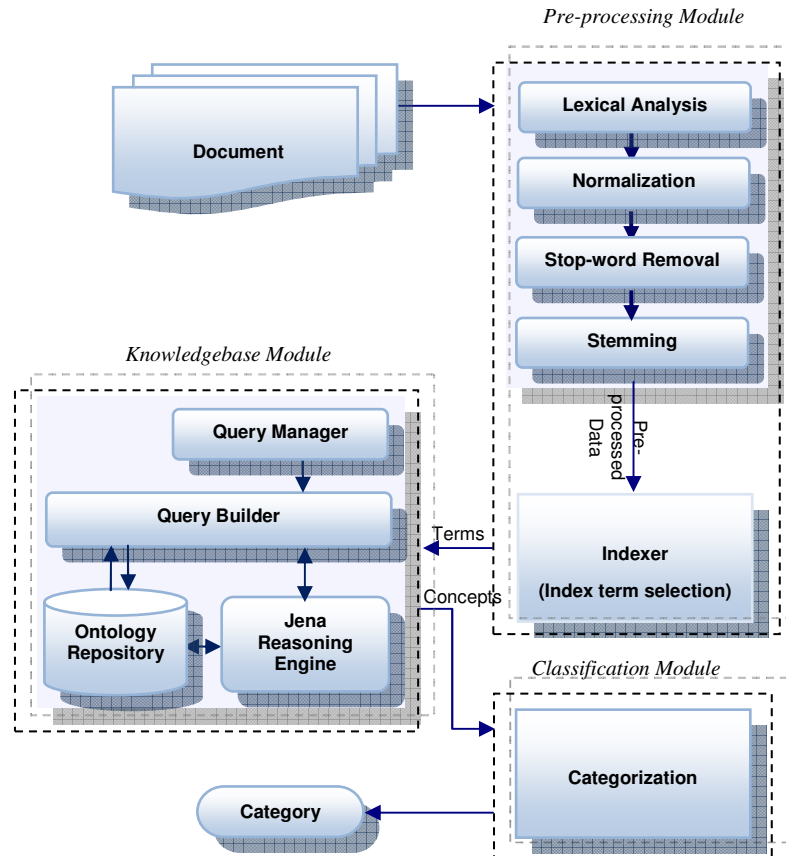 Pre-processing Module
Document
Lexical Analysis
Normalization
Stop-word Removal
Stemming
Pre-
processed
Data
Indexer
(Index term selection)
Knowledgebase Module
Query Manager
Query Builder
Ontology
Repository
Jena
Reasoning
Engine
Terms
Concepts
Classification Module
Categorization
Category